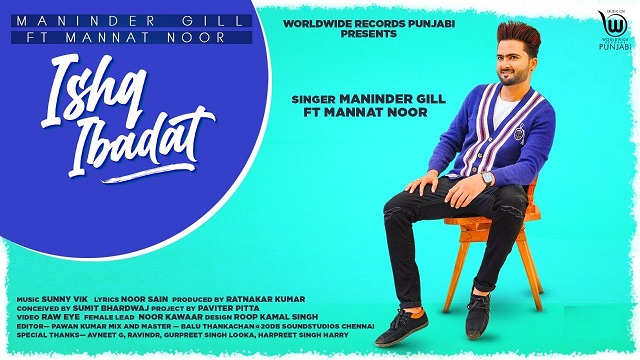 MANINDER GILL
FT MANNAT NOOR
Ishq
Ibadat
WORLDWIDE RECORDS PUNJABI
PRESENTS
SINGER MANINDER GILL
FT MANNAT NOOR
MUSIC ON
WORLDWIDE
PUNJABI
MUSIC SUNNY VIK LYRICS NOOR SAIN PRODUCED BY RATNAKAR KUMAR
CONCEIVED BY SUMIT BHARDWAJ PROJECT BY PAVITER PITTA
VIDEO RAW EYE FEMALE LEAD NOOR KAWAAR DESIGN ROOP KAMAL SINGH
EDITOR— PAWAN KUMAR MIX AND MASTER — BALU THANKACHAN @ 20DB SOUNDSTUDIOS CHENNAI
SPECIAL THANKS— AVNEET G, RAVINDR, GURPREET SINGH LOOKA, HARPREET SINGH HARRY